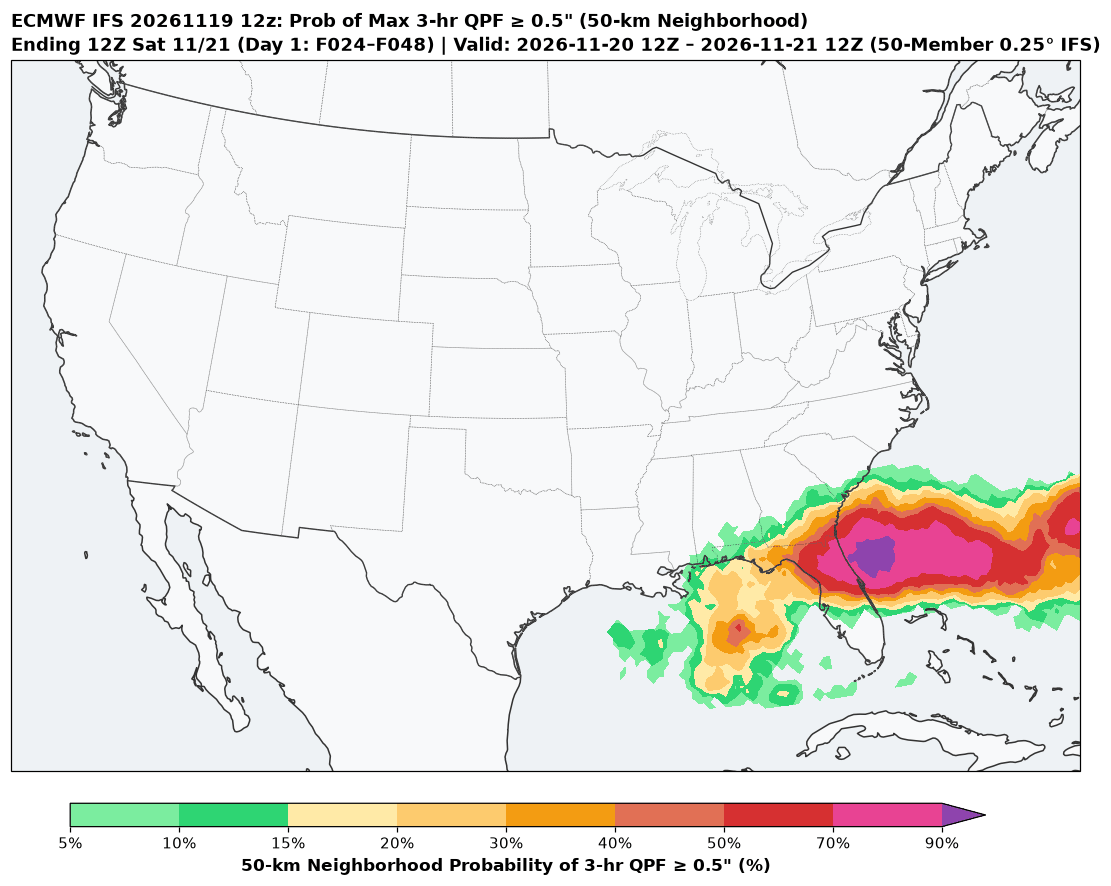 ECMWF IFS 20261119 12z: Prob of Max 3-hr QPF ≥ 0.5" (50-km Neighborhood)
Ending 12Z Sat 11/21 (Day 1: F024–F048) | Valid: 2026-11-20 12Z – 2026-11-21 12Z (50-Member 0.25° IFS)
5% 10% 15% 20% 30% 40% 50% 70% 90%
50-km Neighborhood Probability of 3-hr QPF ≥ 0.5" (%)